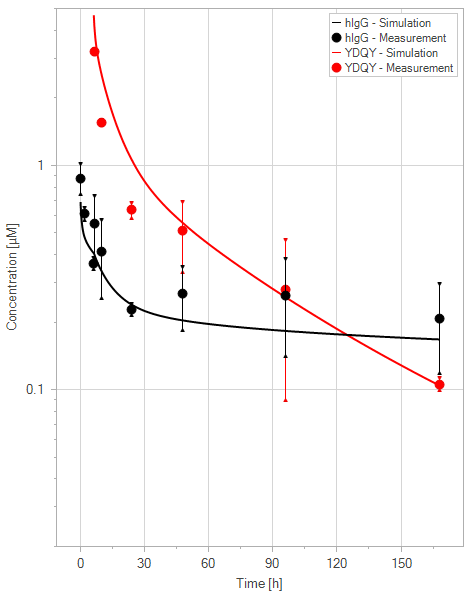 hIgG - Simulation
hIgG - Measurement
YDQY - Simulation
YDQY - Measurement
Concentration [µM]
1
0.1
0 30 60 90 120 150
Time [h]